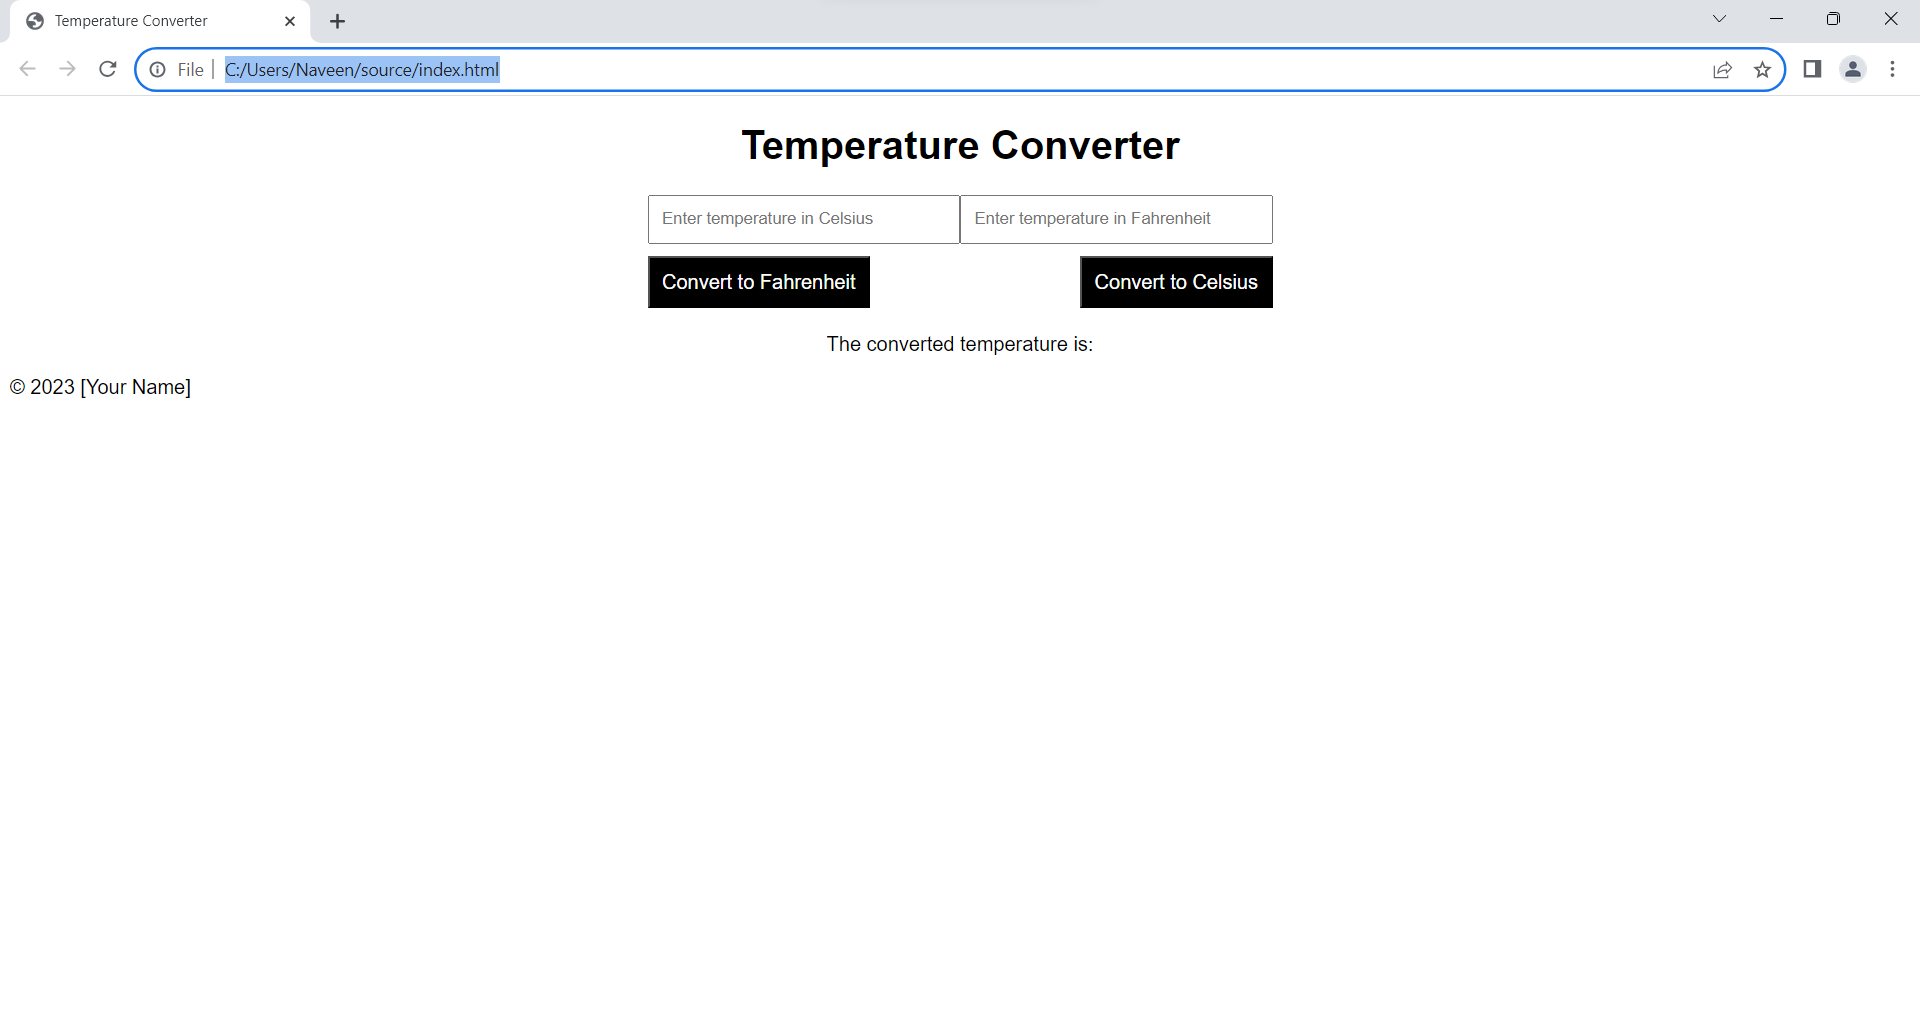 Temperature Converter
File | C:/Users/Naveen/source/index.html
Temperature Converter
Enter temperature in Celsius Enter temperature in Fahrenheit
Convert to Fahrenheit Convert to Celsius
The converted temperature is:
© 2023 [Your Name]